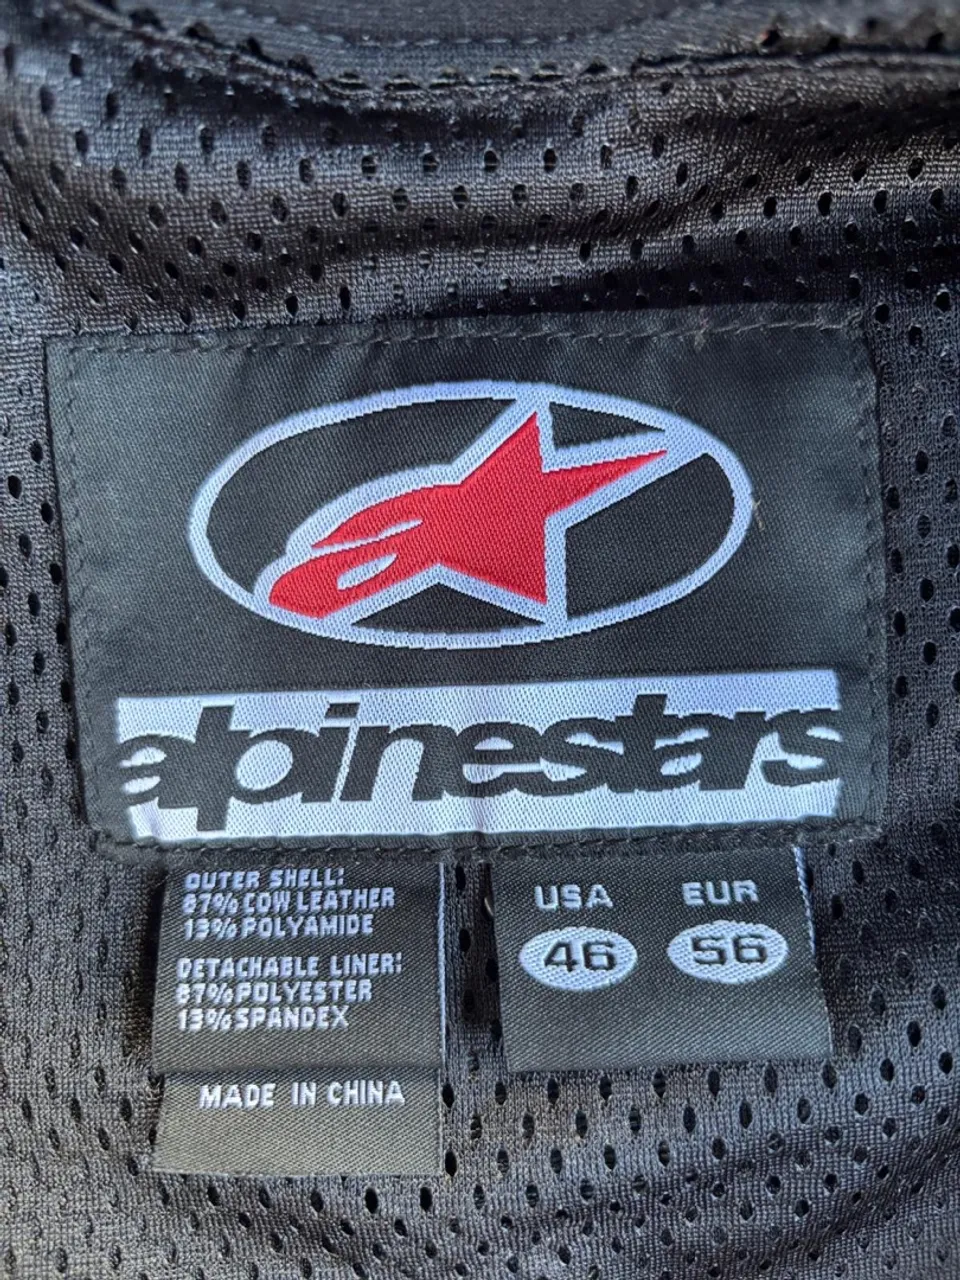 alpinestars
OUTER SHELL:
87% COW LEATHER
13% POLYAMIDE
DETACHABLE LINER:
87% POLYESTER
13% SPANDEX
MADE IN CHINA
USA EUR
46 56